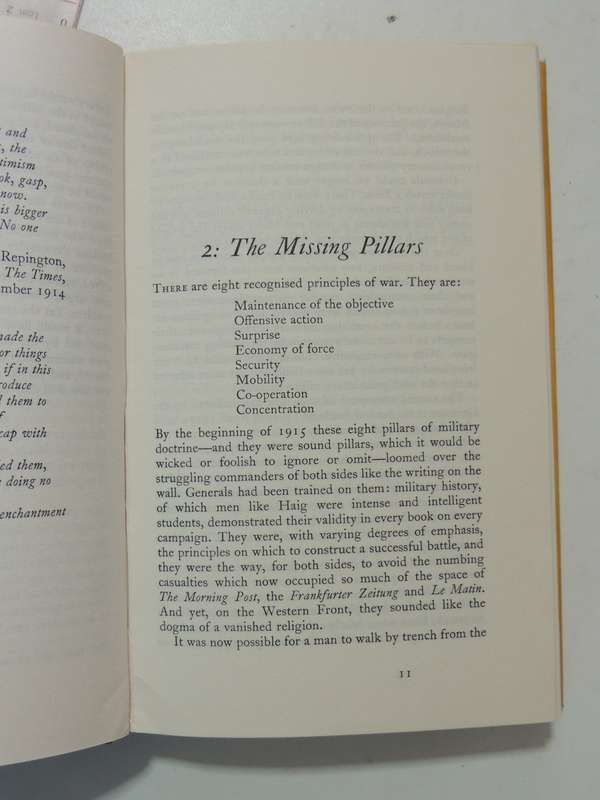 and
, the
timism
ok, gasp,
now.
is bigger
No one
Repington,
The Times,
mber 1914
made the
or things
if in this
roduce
d them to
f
cap with
ed them,
doing no
enchantment
2: The Missing Pillars
THERE are eight recognised principles of war. They are:
Maintenance of the objective
Offensive action
Surprise
Economy of force
Security
Mobility
Co-operation
Concentration
By the beginning of 1915 these eight pillars of military
doctrine—and they were sound pillars, which it would be
wicked or foolish to ignore or omit—loomed over the
struggling commanders of both sides like the writing on the
wall. Generals had been trained on them: military history,
of which men like Haig were intense and intelligent
students, demonstrated their validity in every book on every
campaign. They were, with varying degrees of emphasis,
the principles on which to construct a successful battle, and
they were the way, for both sides, to avoid the numbing
casualties which now occupied so much of the space of
The Morning Post, the Frankfurter Zeitung and Le Matin.
And yet, on the Western Front, they sounded like the
dogma of a vanished religion.
It was now possible for a man to walk by trench from the
11